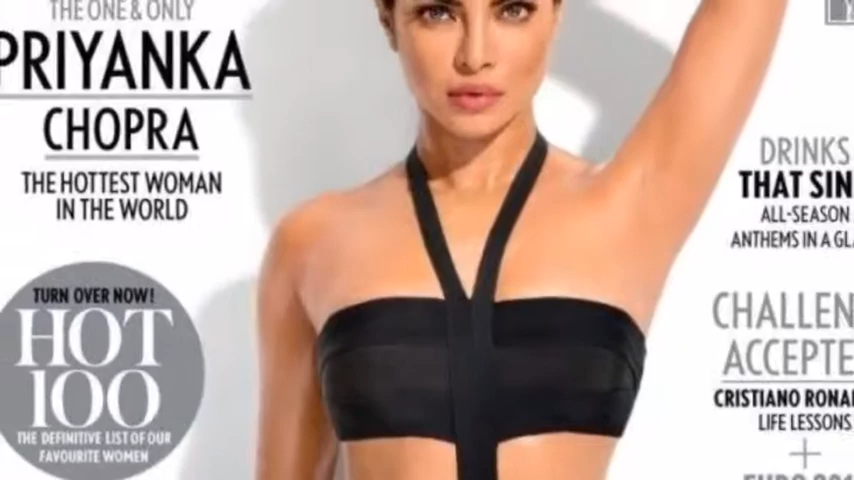 THE ONE & ONLY
PRIYANKA
CHOPRA
THE HOTTEST WOMAN
IN THE WORLD
TURN OVER NOW!
HOT
100
THE DEFINITIVE LIST OF OUR
FAVOURITE WOMEN
DRINKS
THAT SIN
ALL-SEASON
ANTHEMS IN A GLA
CHALLEN
ACCEPTE
CRISTIANO RONAL
LIFE LESSONS
+